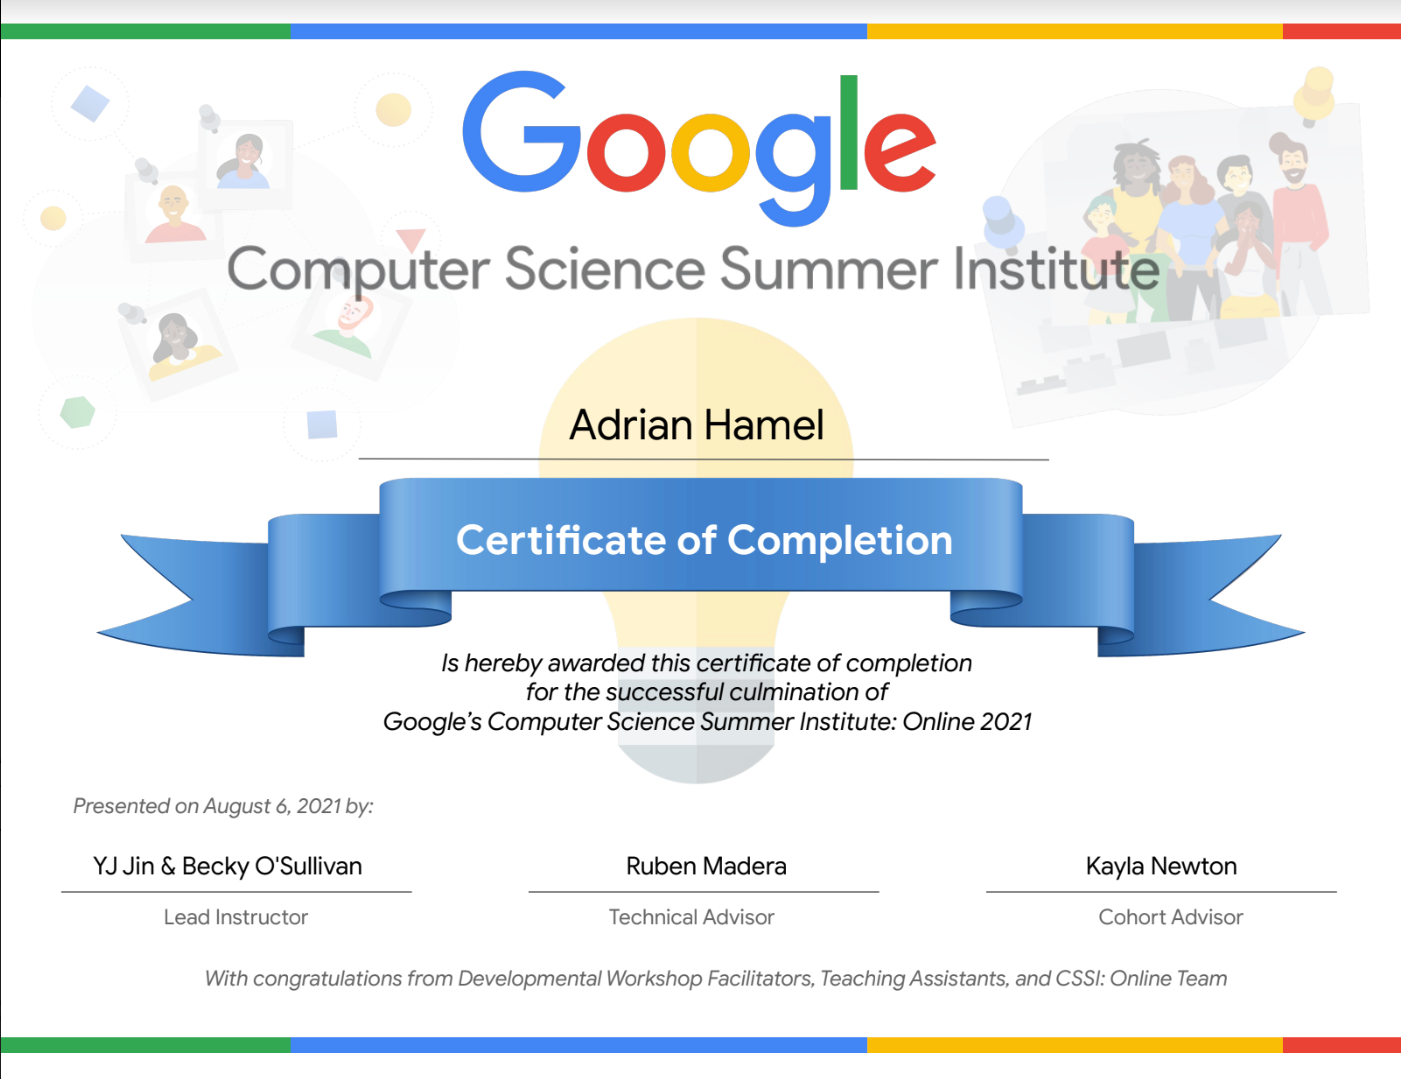 Google
Computer Science Summer Institute
Adrian Hamel
Certificate of Completion
Is hereby awarded this certificate of completion
for the successful culmination of
Google's Computer Science Summer Institute: Online 2021
Presented on August 6, 2021 by:
YJ Jin & Becky O'Sullivan
Lead Instructor
Ruben Madera
Technical Advisor
Kayla Newton
Cohort Advisor
With congratulations from Developmental Workshop Facilitators, Teaching Assistants, and CSSI: Online Team